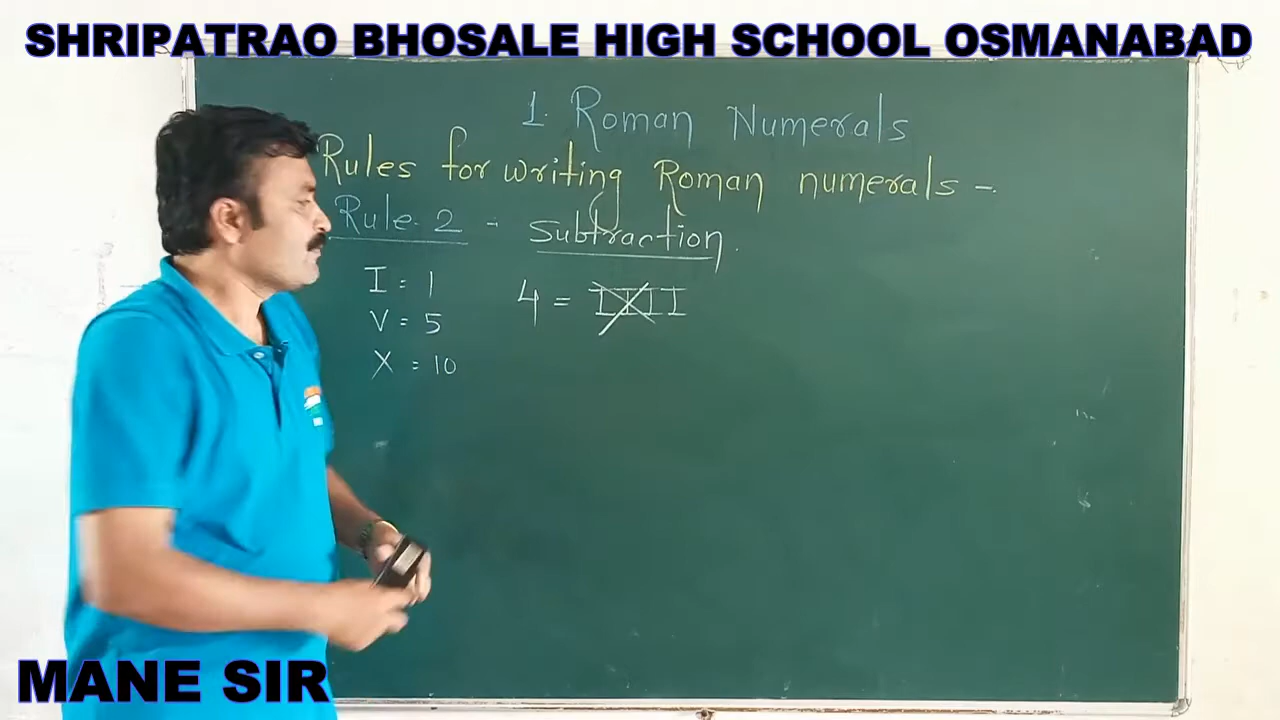 SHRIPATRAO BHOSALE HIGH SCHOOL OSMANABAD
1. Roman Numerals
Rules for writing Roman numerals -
Rule-2 - Subtraction.
I = 1 4 = IIII
V = 5
X = 10
MANE SIR